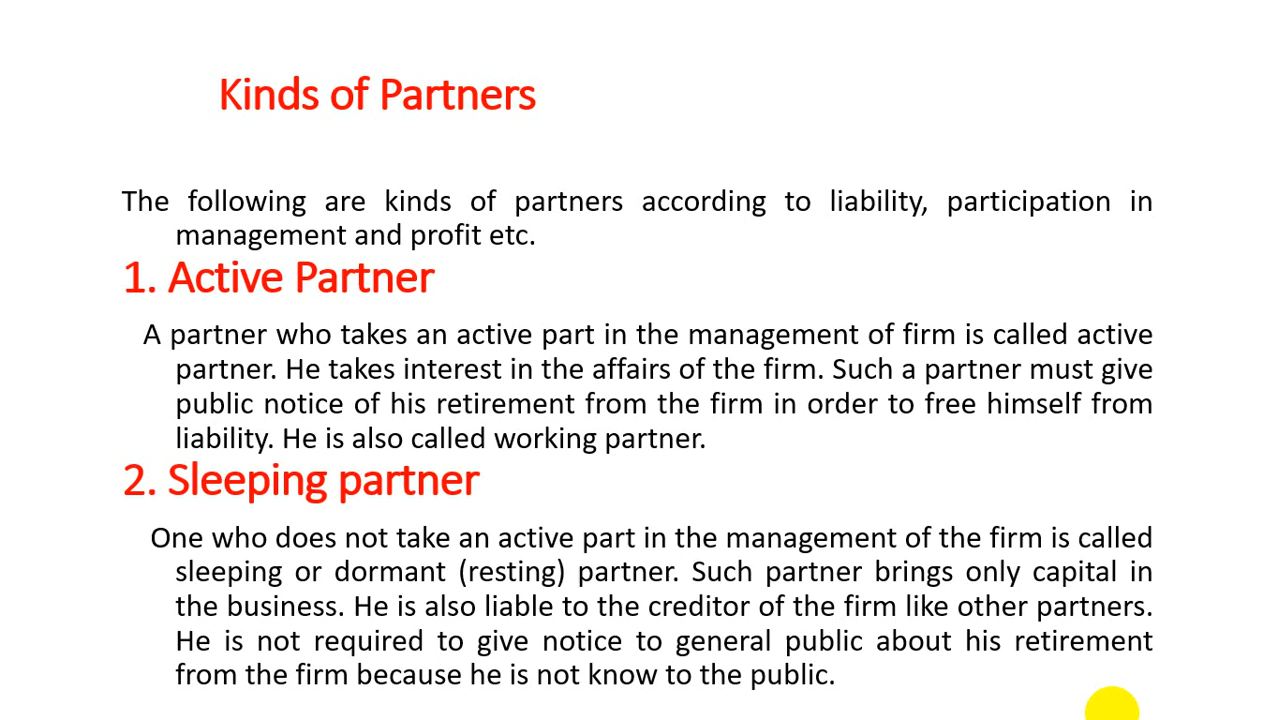 Kinds of Partners
The following are kinds of partners according to liability, participation in
management and profit etc.
1. Active Partner
A partner who takes an active part in the management of firm is called active
partner. He takes interest in the affairs of the firm. Such a partner must give
public notice of his retirement from the firm in order to free himself from
liability. He is also called working partner.
2. Sleeping partner
One who does not take an active part in the management of the firm is called
sleeping or dormant (resting) partner. Such partner brings only capital in
the business. He is also liable to the creditor of the firm like other partners.
He is not required to give notice to general public about his retirement
from the firm because he is not know to the public.